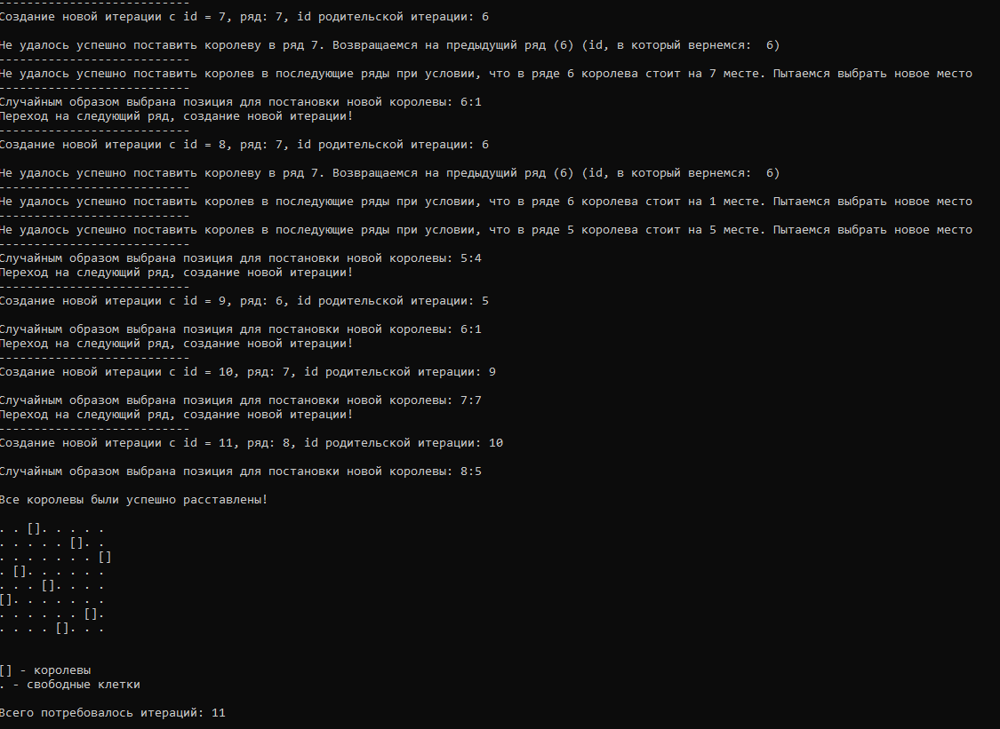 ---------------------------
Создание новой итерации с id = 7, ряд: 7, id родительской итерации: 6
Не удалось успешно поставить королеву в ряд 7. Возвращаемся на предыдущий ряд (6) (id, в который вернемся:  6)
---------------------------
Не удалось успешно поставить королев в последующие ряды при условии, что в ряде 6 королева стоит на 7 месте. Пытаемся выбрать новое место
---------------------------
Случайным образом выбрана позиция для постановки новой королевы: 6:1
Переход на следующий ряд, создание новой итерации!
---------------------------
Создание новой итерации с id = 8, ряд: 7, id родительской итерации: 6
Не удалось успешно поставить королеву в ряд 7. Возвращаемся на предыдущий ряд (6) (id, в который вернемся:  6)
---------------------------
Не удалось успешно поставить королев в последующие ряды при условии, что в ряде 6 королева стоит на 1 месте. Пытаемся выбрать новое место
---------------------------
Не удалось успешно поставить королев в последующие ряды при условии, что в ряде 5 королева стоит на 5 месте. Пытаемся выбрать новое место
---------------------------
Случайным образом выбрана позиция для постановки новой королевы: 5:4
Переход на следующий ряд, создание новой итерации!
---------------------------
Создание новой итерации с id = 9, ряд: 6, id родительской итерации: 5
Случайным образом выбрана позиция для постановки новой королевы: 6:1
Переход на следующий ряд, создание новой итерации!
---------------------------
Создание новой итерации с id = 10, ряд: 7, id родительской итерации: 9
Случайным образом выбрана позиция для постановки новой королевы: 7:7
Переход на следующий ряд, создание новой итерации!
---------------------------
Создание новой итерации с id = 11, ряд: 8, id родительской итерации: 10
Случайным образом выбрана позиция для постановки новой королевы: 8:5
Все королевы были успешно расставлены!
. . []. . . . .
. . . . . []. .
. . . . . . . []
. []. . . . . .
. . . []. . . .
[]. . . . . . .
. . . . . . [].
. . . . []. . .
[] - королевы
. - свободные клетки
Всего потребовалось итераций: 11